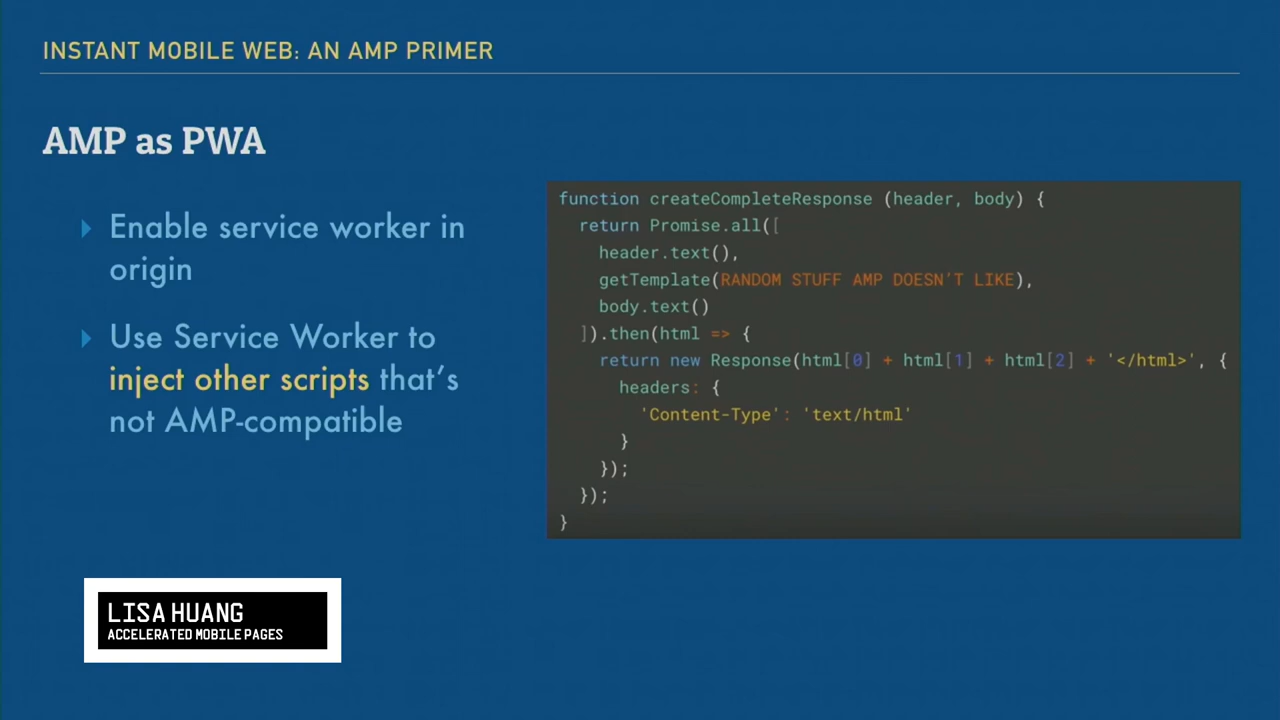 INSTANT MOBILE WEB: AN AMP PRIMER
AMP as PWA
Enable service worker in
origin
Use Service Worker to
inject other scripts that's
not AMP-compatible
function createCompleteResponse (header, body) {
  return Promise.all([
    header.text(),
    getTemplate(RANDOM STUFF AMP DOESN'T LIKE),
    body.text()
  ]).then(html => {
    return new Response(html[0] + html[1] + html[2] + '</html>', {
      headers: {
        'Content-Type': 'text/html'
      }
    });
  });
}
LISA HUANG
ACCELERATED MOBILE PAGES